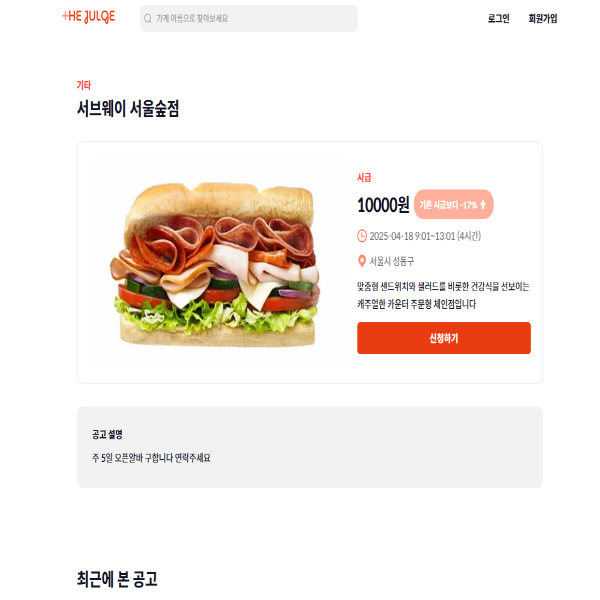 THE JULGE
가게 이름으로 찾아보세요
로그인
회원가입
기타
서브웨이 서울숲점
시급
10000원
기존 시급보다 -17%
2025-04-18 9:01~13:01 (4시간)
서울시 성동구
맞춤형 샌드위치와 샐러드를 비롯한 건강식을 선보이는
캐주얼한 카운터 주문형 체인점입니다
신청하기
공고 설명
주 5일 오픈알바 구합니다 연락주세요
최근에 본 공고